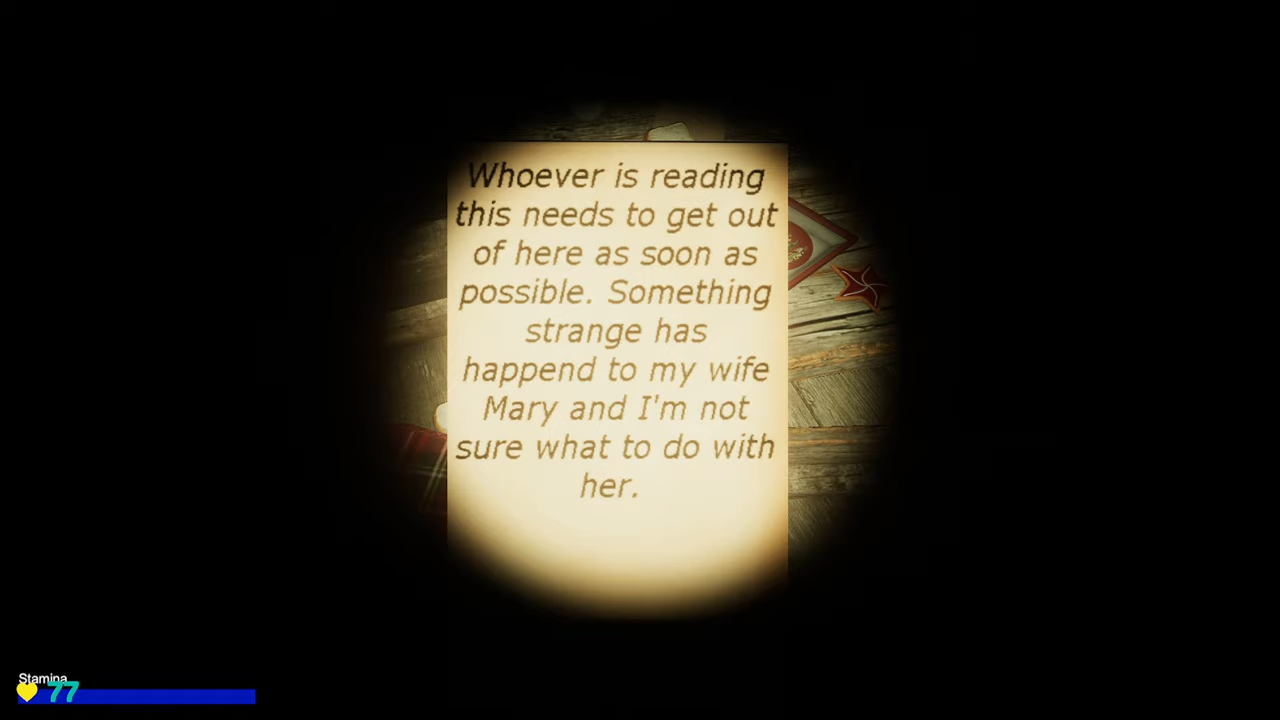 Whoever is reading
this needs to get out
of here as soon as
possible. Something
strange has
happend to my wife
Mary and I'm not
sure what to do with
her.
Stamina
77